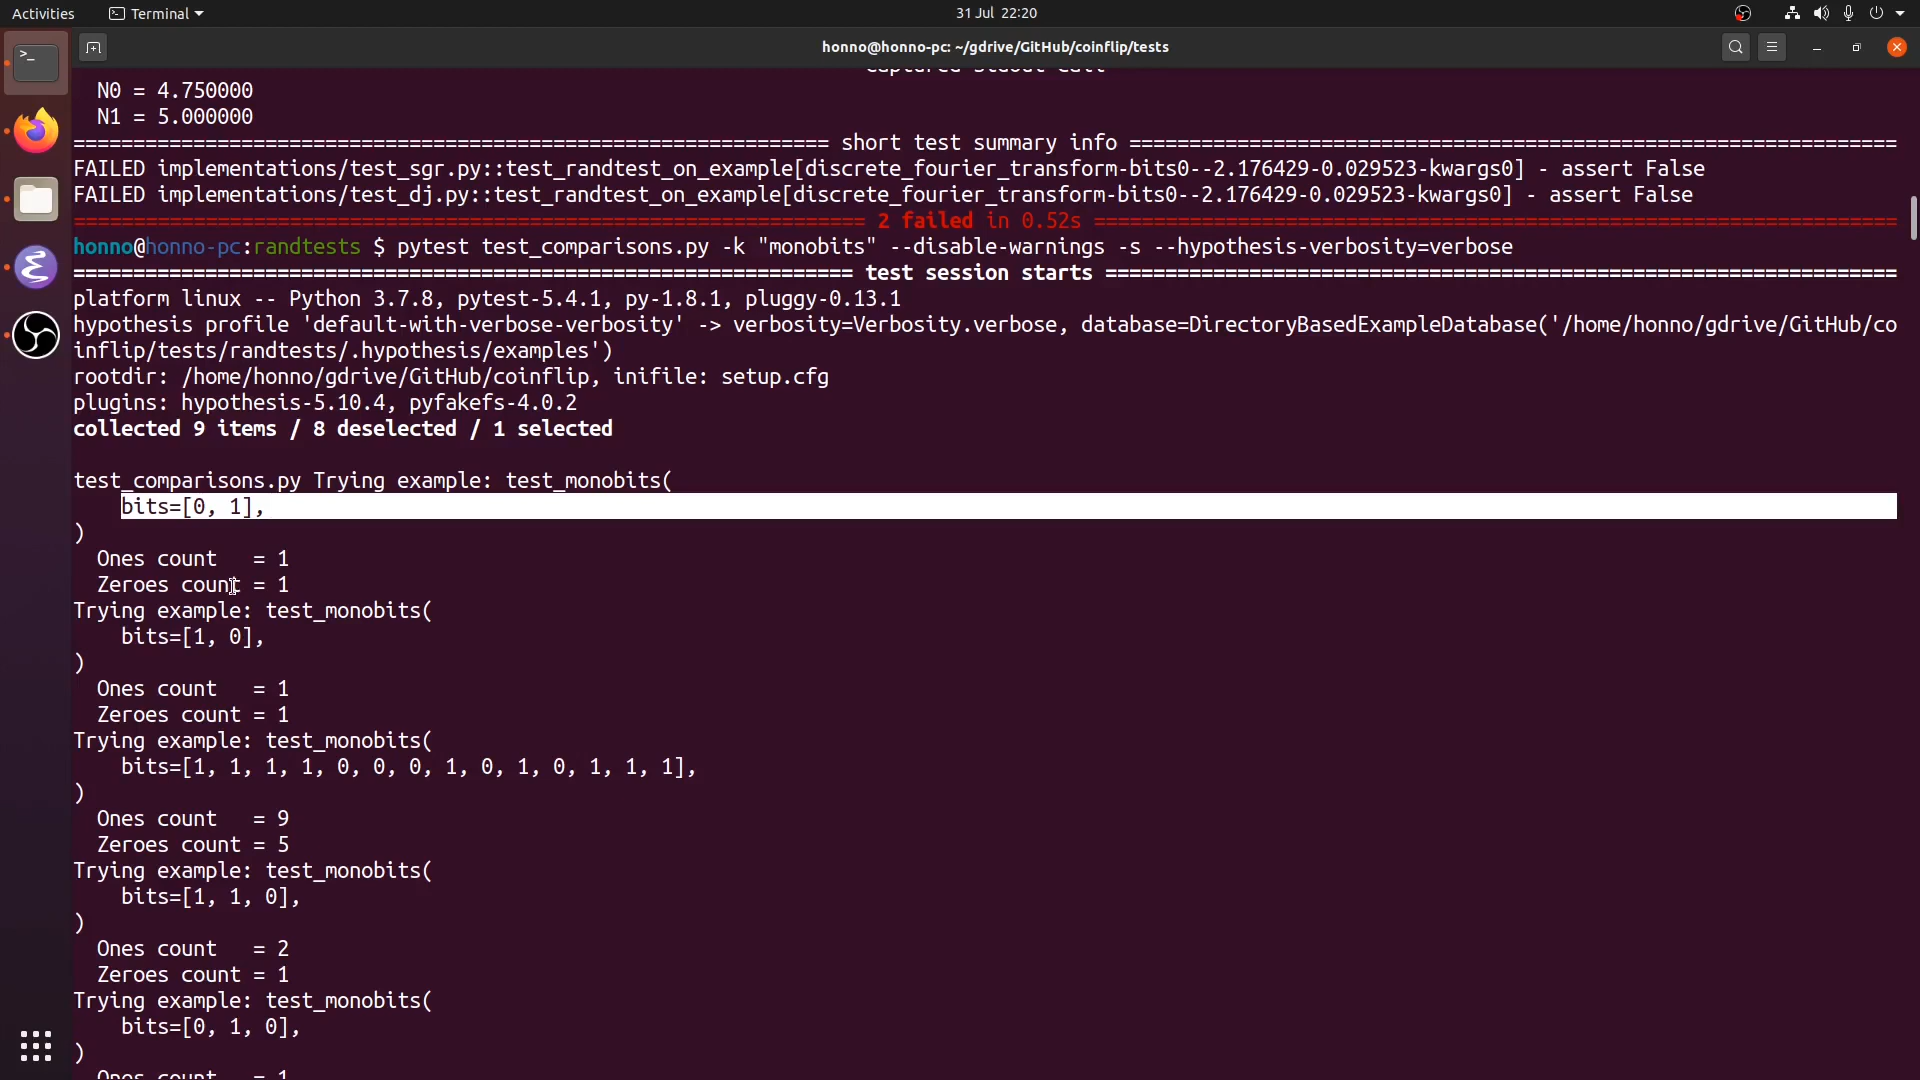 Activities
Terminal
31 Jul 22:20
honno@honno-pc: ~/gdrive/GitHub/coinflip/tests
Captured stdout call
N0 = 4.750000
N1 = 5.000000
==================== short test summary info ====================
FAILED implementations/test_sgr.py::test_randtest_on_example[discrete_fourier_transform-bits0--2.176429-0.029523-kwargs0] - assert False
FAILED implementations/test_dj.py::test_randtest_on_example[discrete_fourier_transform-bits0--2.176429-0.029523-kwargs0] - assert False
==================== 2 failed in 0.52s ====================
honno@honno-pc:randtests $ pytest test_comparisons.py -k "monobits" --disable-warnings -s --hypothesis-verbosity=verbose
==================== test session starts ====================
platform linux -- Python 3.7.8, pytest-5.4.1, py-1.8.1, pluggy-0.13.1
hypothesis profile 'default-with-verbose-verbosity' -> verbosity=Verbosity.verbose, database=DirectoryBasedExampleDatabase('/home/honno/gdrive/GitHub/co
inflip/tests/randtests/.hypothesis/examples')
rootdir: /home/honno/gdrive/GitHub/coinflip, inifile: setup.cfg
plugins: hypothesis-5.10.4, pyfakefs-4.0.2
collected 9 items / 8 deselected / 1 selected
test_comparisons.py Trying example: test_monobits(
bits=[0, 1],
)
Ones count   = 1
Zeroes count = 1
Trying example: test_monobits(
bits=[1, 0],
)
Ones count   = 1
Zeroes count = 1
Trying example: test_monobits(
bits=[1, 1, 1, 1, 0, 0, 0, 1, 0, 1, 0, 1, 1, 1],
)
Ones count   = 9
Zeroes count = 5
Trying example: test_monobits(
bits=[1, 1, 0],
)
Ones count   = 2
Zeroes count = 1
Trying example: test_monobits(
bits=[0, 1, 0],
)
Ones count   = 1